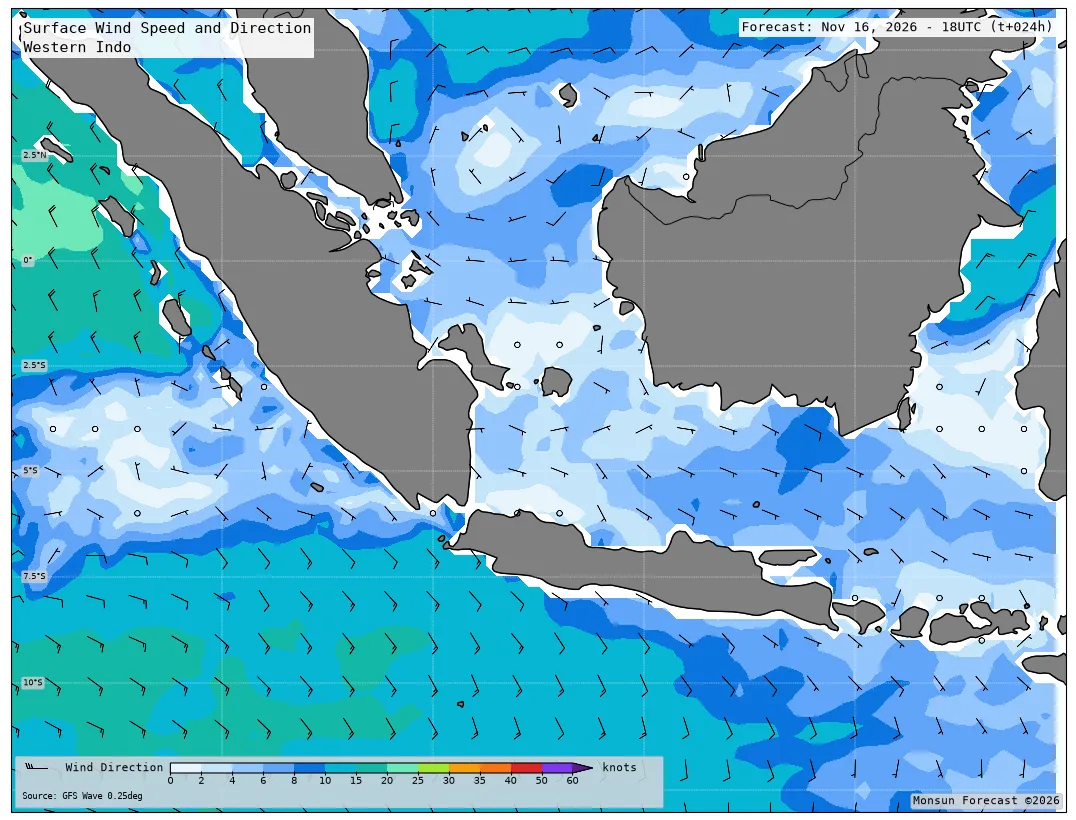 Surface Wind Speed and Direction
Western Indo
Forecast: Nov 16, 2026 - 18UTC (t+024h)
2.5°N
0°
2.5°S
5°S
7.5°S
10°S
Wind Direction
0 2 4 6 8 10 15 20 25 30 35 40 50 60
knots
Source: GFS Wave 0.25deg
Monsun Forecast ©2026